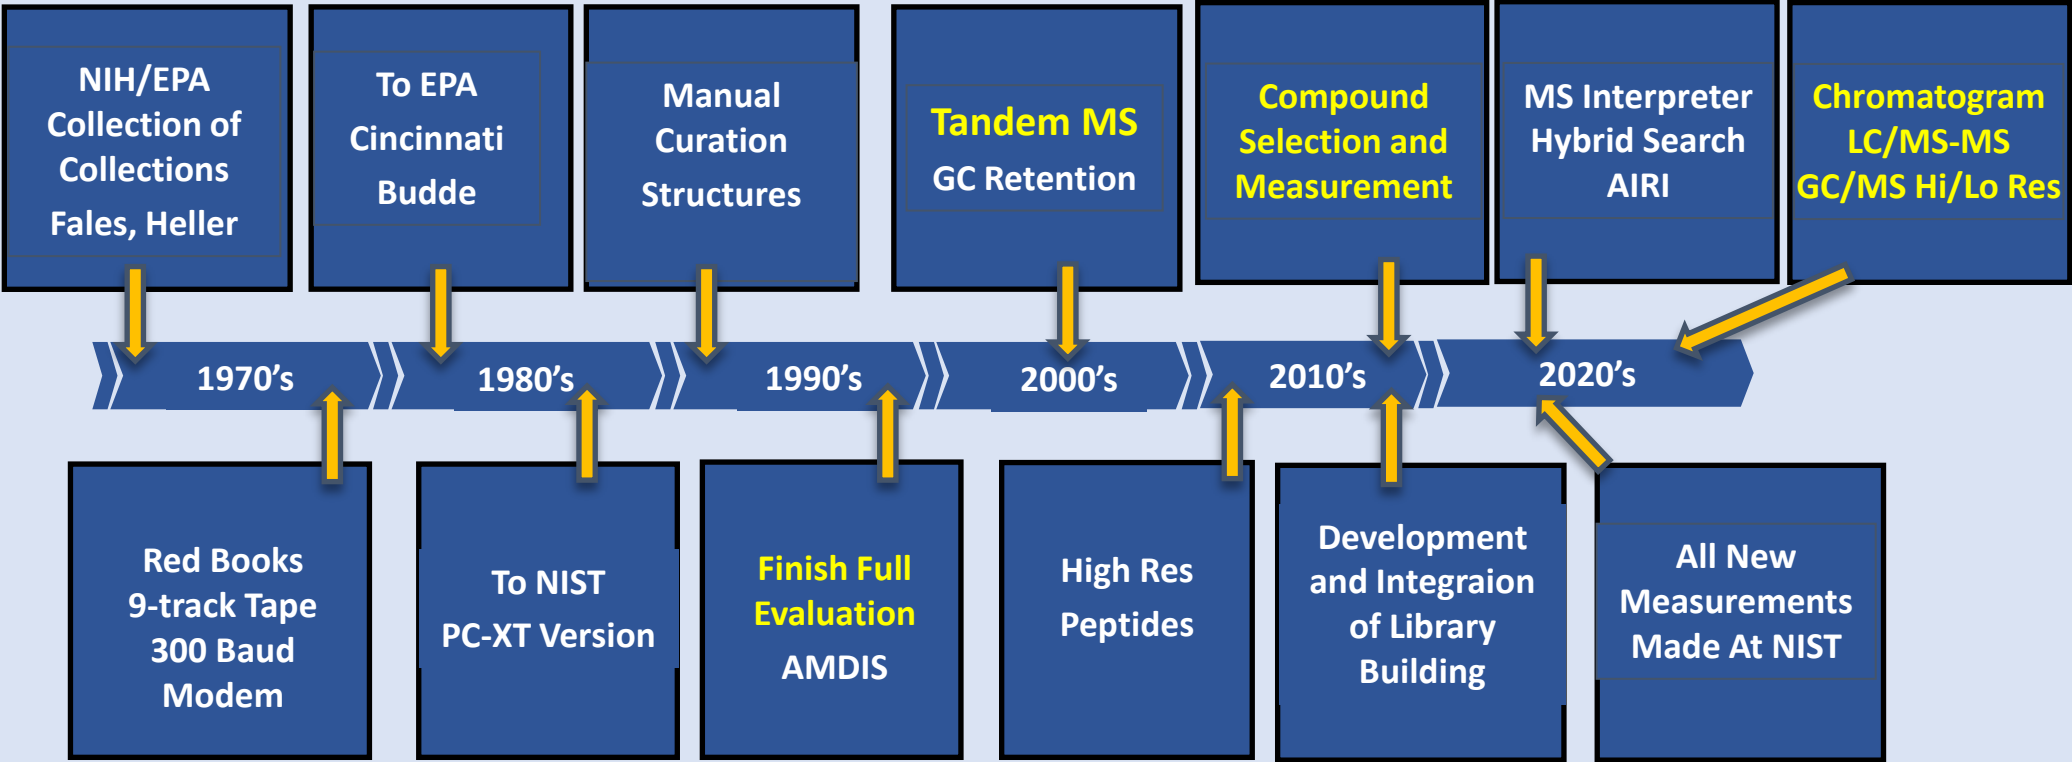 NIH/EPA
Collection of
Collections
Fales, Heller
To EPA
Cincinnati
Budde
Manual
Curation
Structures
Tandem MS
GC Retention
Compound
Selection and
Measurement
MS Interpreter
Hybrid Search
AIRI
Chromatogram
LC/MS-MS
GC/MS Hi/Lo Res
1970’s
1980’s
1990’s
2000’s
2010’s
2020’s
Red Books
9-track Tape
300 Baud
Modem
To NIST
PC-XT Version
Finish Full
Evaluation
AMDIS
High Res
Peptides
Development
and Integraion
of Library
Building
All New
Measurements
Made At NIST